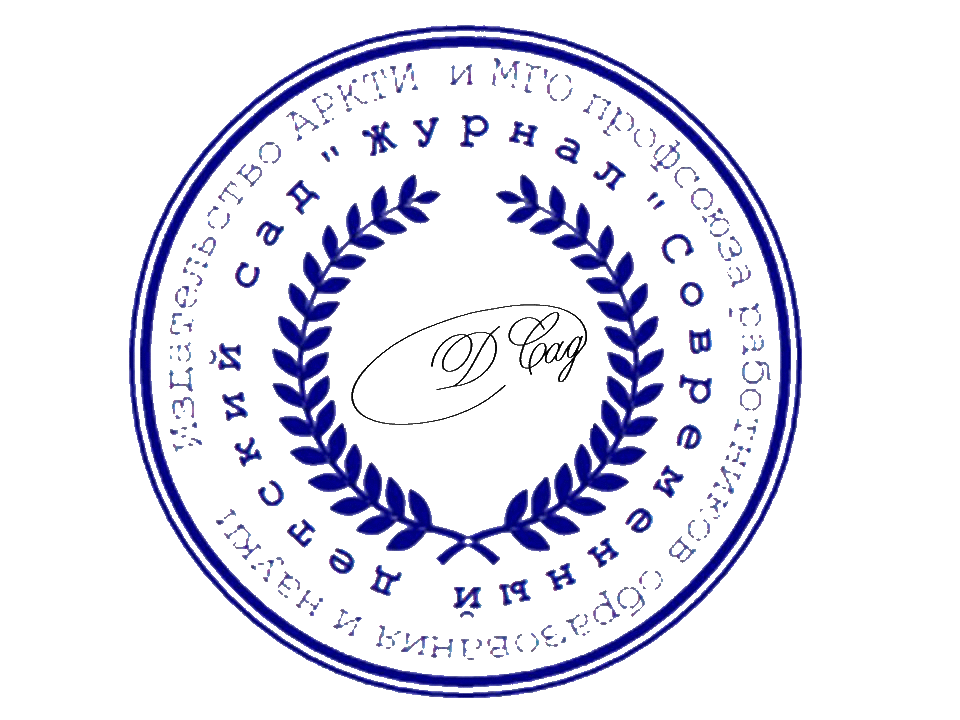 Издательство АРКТИ и МГО профсоюза работников образования и науки
журнал "Современный детский сад"
Д Сад